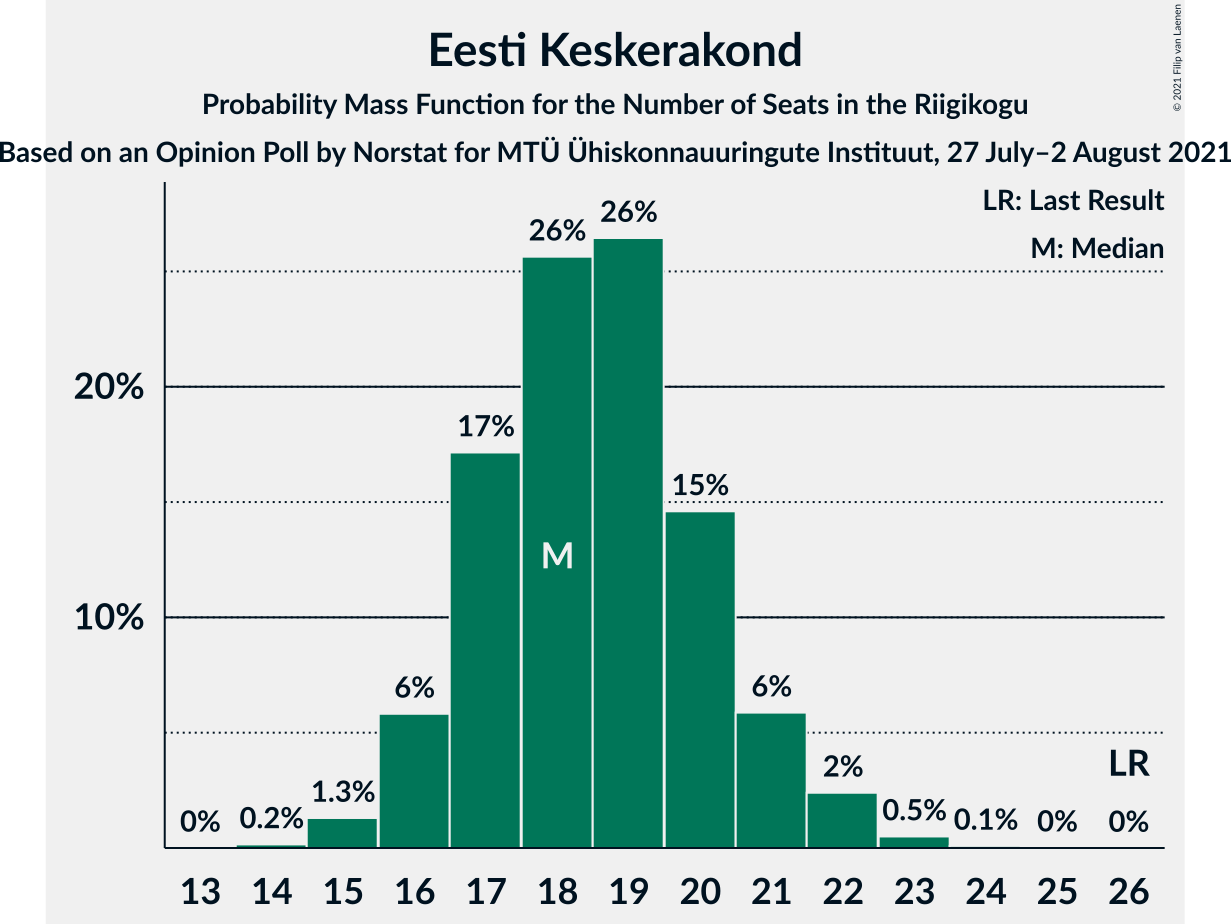 Eesti Keskerakond
Probability Mass Function for the Number of Seats in the Riigikogu
Based on an Opinion Poll by Norstat for MTÜ Ühiskonnauuringute Instituut, 27 July–2 August 2021
© 2021 Filip van Laenen
LR: Last Result
M: Median
26% 26%
20%
17%
15%
M
10%
6% 6%
LR
2%
1.3%
0% 0.2% 0.5% 0.1% 0% 0%
13 14 15 16 17 18 19 20 21 22 23 24 25 26